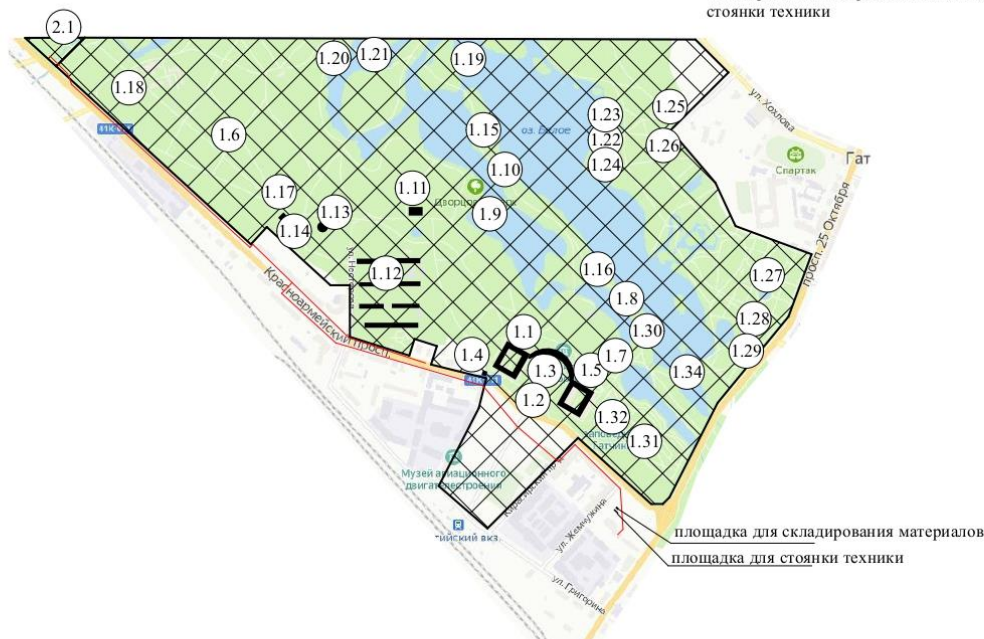 стоянки техники
2.1
1.20
1.21
1.19
1.18
1.25
ул. Хохлова
1.23
41К-
1.6
1.15
оз. Белое
1.22
1.26
Гат
1.24
Спартак
1.10
1.17
1.11
1.13
1.9
1.14
просп. 25 Октября
1.12
1.16
1.27
1.8
Красноармейский просп.
1.28
1.1
1.30
1.29
1.4
1.7
1.3
1.5
1.34
1.2
1.32
1.31
Музей авиационного
двигателестроения
ул. Жемчужина
площадка для складирования материалов
площадка для стоянки техники
ул. Григорина